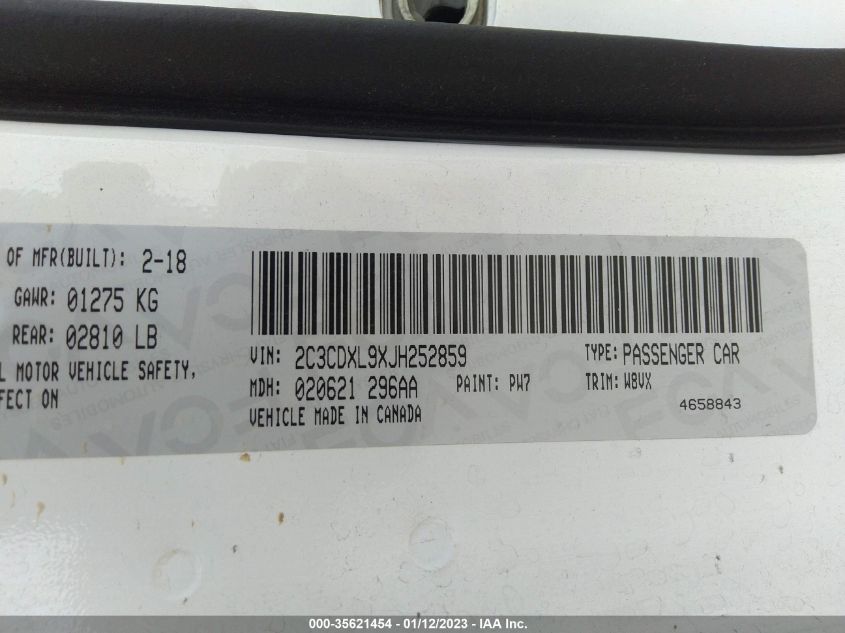 OF MFR(BUILT): 2-18
GAWR: 01275 KG
REAR: 02810 LB
L MOTOR VEHICLE SAFETY,
FECT ON
VIN: 2C3CDXL9XJH252859
TYPE: PASSENGER CAR
MDH: 020621 296AA
PAINT: PW7
TRIM: W8VX
VEHICLE MADE IN CANADA
4658843
000-35621454 - 01/12/2023 - IAA Inc.